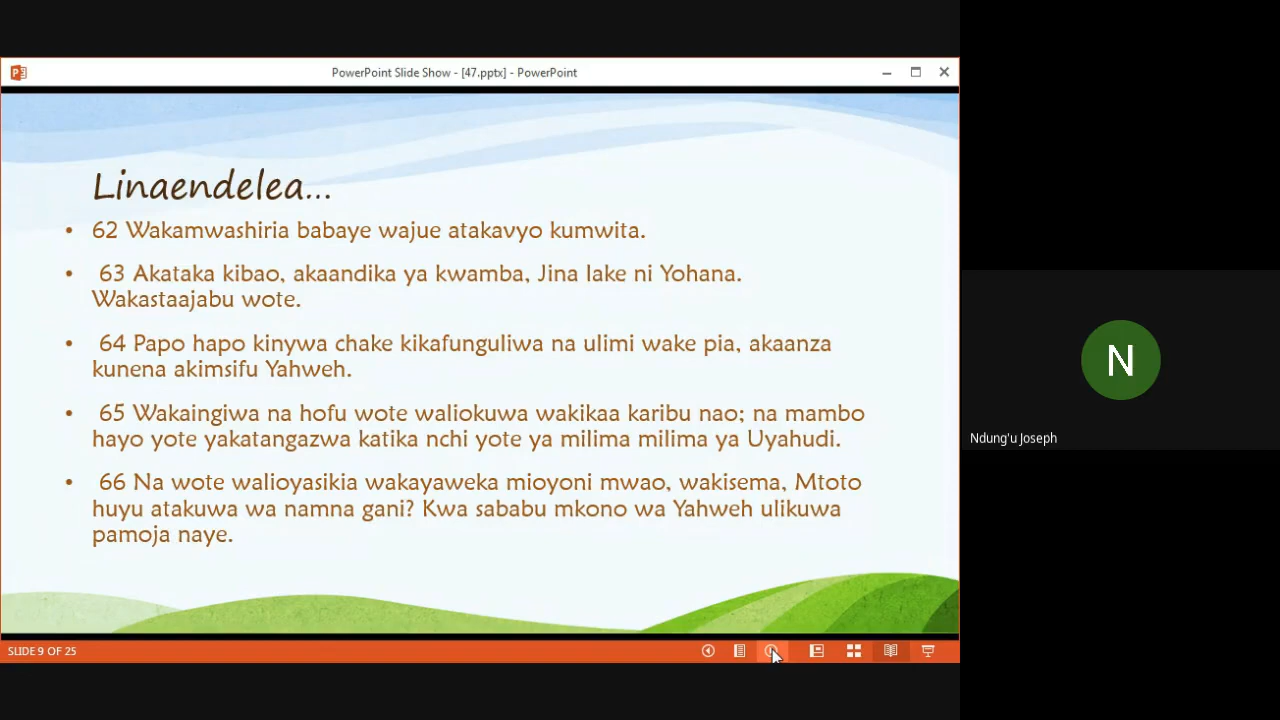 PowerPoint Slide Show - [47.pptx] - PowerPoint
Linaendelea...
• 62 Wakamwashiria babaye wajue atakavyo kumwita.
• 63 Akataka kibao, akaandika ya kwamba, Jina lake ni Yohana.
Wakastaajabu wote.
• 64 Papo hapo kinywa chake kikafunguliwa na ulimi wake pia, akaanza
kunena akimsifu Yahweh.
• 65 Wakaingiwa na hofu wote waliokuwa wakikaa karibu nao; na mambo
hayo yote yakatangazwa katika nchi yote ya milima milima ya Uyahudi.
• 66 Na wote walioyasikia wakayaweka mioyoni mwao, wakisema, Mtoto
huyu atakuwa wa namna gani? Kwa sababu mkono wa Yahweh ulikuwa
pamoja naye.
SLIDE 9 OF 25
N
Ndung'u Joseph